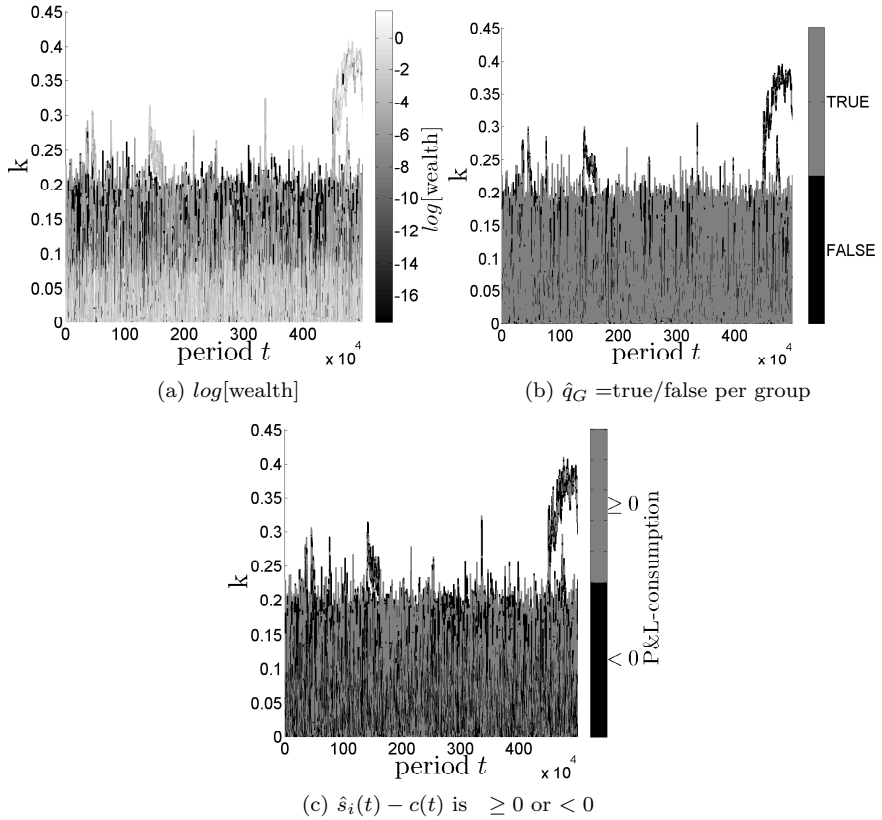 0.45
0.4
0.35
0.3
0.25
0.2
0.15
0.1
0.05
0
k
0 100 200 300 400
period t
x 10^4
0
-2
-4
-6
-8
-10
-12
-14
-16
log[wealth]
(a) log[wealth]
0.45
0.4
0.35
0.3
0.25
0.2
0.15
0.1
0.05
0
k
0 100 200 300 400
period t
x 10^4
TRUE
FALSE
(b) q̂_G =true/false per group
0.45
0.4
0.35
0.3
0.25
0.2
0.15
0.1
0.05
0
k
0 100 200 300 400
period t
x 10^4
≥ 0
< 0
P&L-consumption
(c) ŝ_i(t) − c(t) is ≥ 0 or < 0